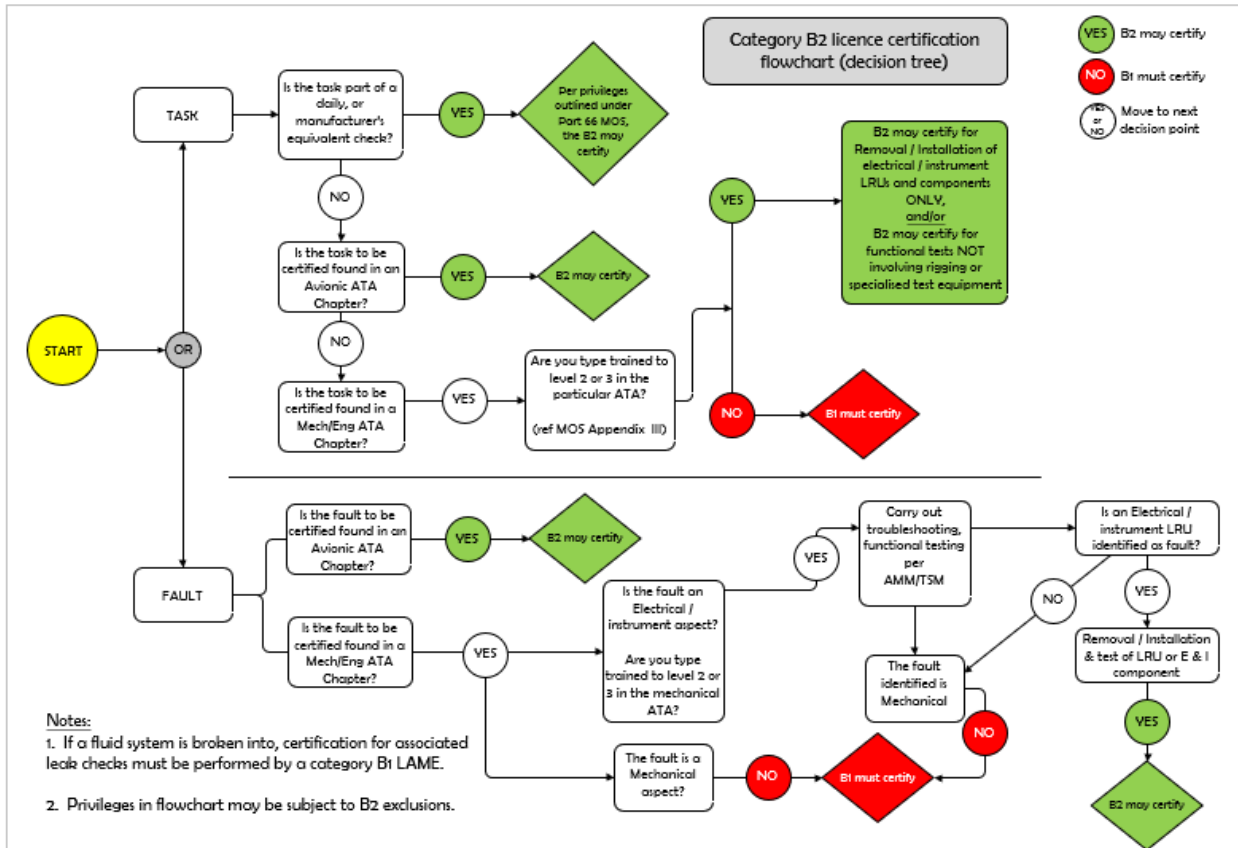 Category B2 licence certification
flowchart (decision tree)
YES
B2 may certify
NO
B1 must certify
YES
or
NO
Move to next
decision point
START
OR
TASK
Is the task part of a
daily, or
manufacturer's
equivalent check?
YES
Per privileges
outlined under
Part 66 MOS,
the B2 may
certify
NO
Is the task to be
certified found in an
Avionic ATA
Chapter?
YES
B2 may certify
NO
Is the task to be
certified found in a
Mech/Eng ATA
Chapter?
YES
Are you type trained to
level 2 or 3 in the
particular ATA?
(ref MOS Appendix III)
YES
B2 may certify for
Removal / Installation of
electrical / instrument
LRUs and components
ONLY,
and/or
B2 may certify for
functional tests NOT
involving rigging or
specialised test equipment
NO
B1 must certify
FAULT
Is the fault to be
certified found in an
Avionic ATA
Chapter?
YES
B2 may certify
Is the fault to be
certified found in a
Mech/Eng ATA
Chapter?
YES
Is the fault an
Electrical /
instrument aspect?
Are you type
trained to level 2 or
3 in the mechanical
ATA?
YES
Carry out
troubleshooting,
functional testing
per
AMM/TSM
Is an Electrical /
instrument LRU
identified as fault?
NO
YES
The fault
identified is
Mechanical
NO
Removal / Installation
& test of LRU or E & I
component
YES
B2 may certify
The fault is a
Mechanical
aspect?
NO
B1 must certify
Notes:
1. If a fluid system is broken into, certification for associated
leak checks must be performed by a category B1 LAME.
2. Privileges in flowchart may be subject to B2 exclusions.